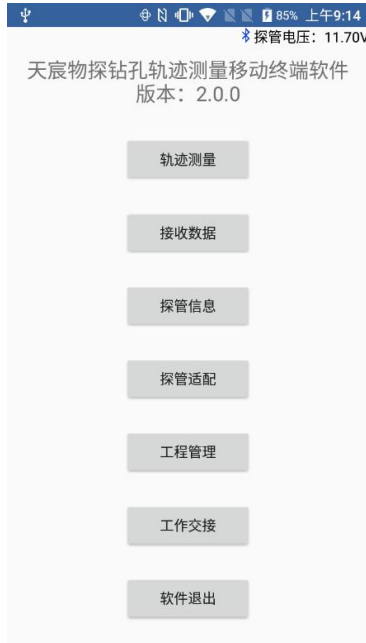 85% 上午9:14
探管电压：11.70V
天宸物探钻孔轨迹测量移动终端软件
版本：2.0.0
轨迹测量
接收数据
探管信息
探管适配
工程管理
工作交接
软件退出